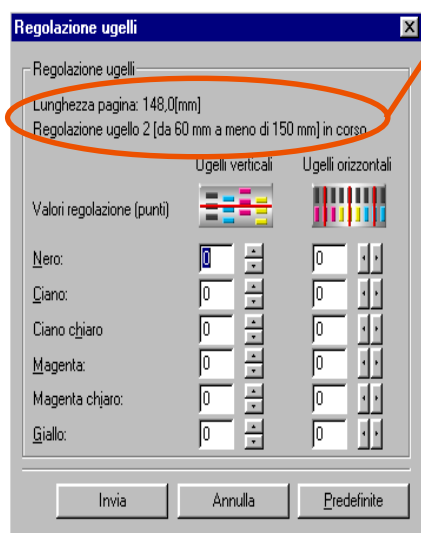 Regolazione ugelli
Regolazione ugelli
Lunghezza pagina: 148,0[mm]
Regolazione ugello 2 [da 60 mm a meno di 150 mm] in corso
Ugelli verticali Ugelli orizzontali
Valori regolazione (punti)
Nero: 0 0
Ciano: 0 0
Ciano chiaro 0 0
Magenta: 0 0
Magenta chiaro: 0 0
Giallo: 0 0
Invia Annulla Predefinite